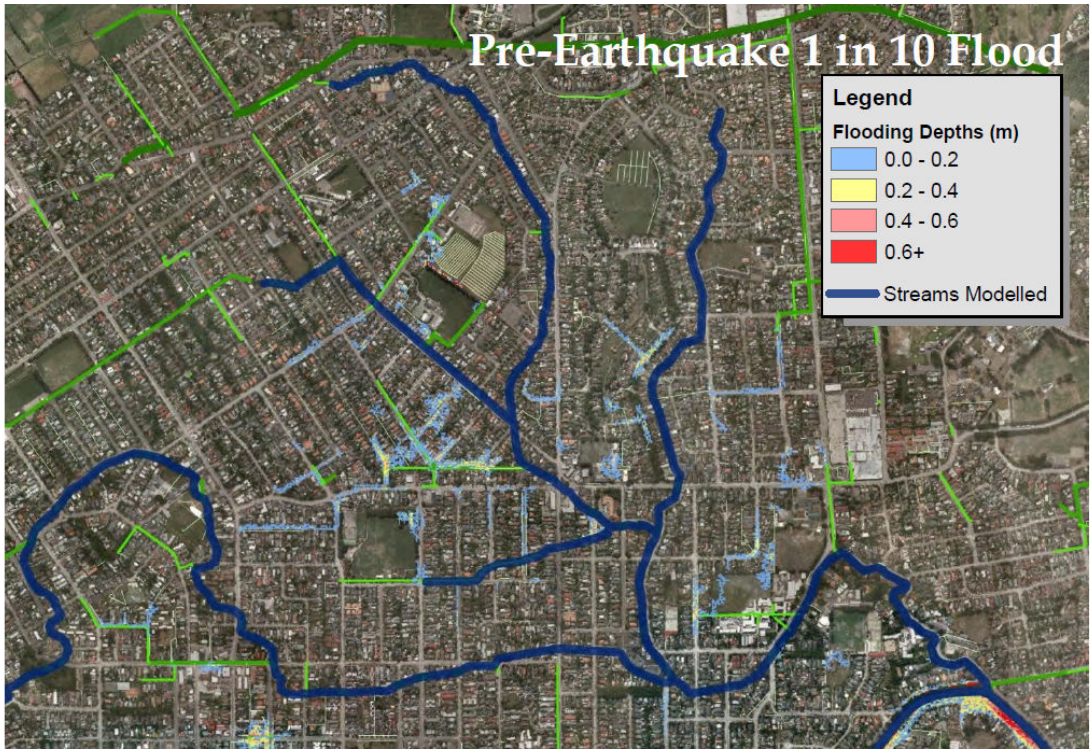 Pre-Earthquake 1 in 10 Flood
Legend
Flooding Depths (m)
0.0 - 0.2
0.2 - 0.4
0.4 - 0.6
0.6+
Streams Modelled